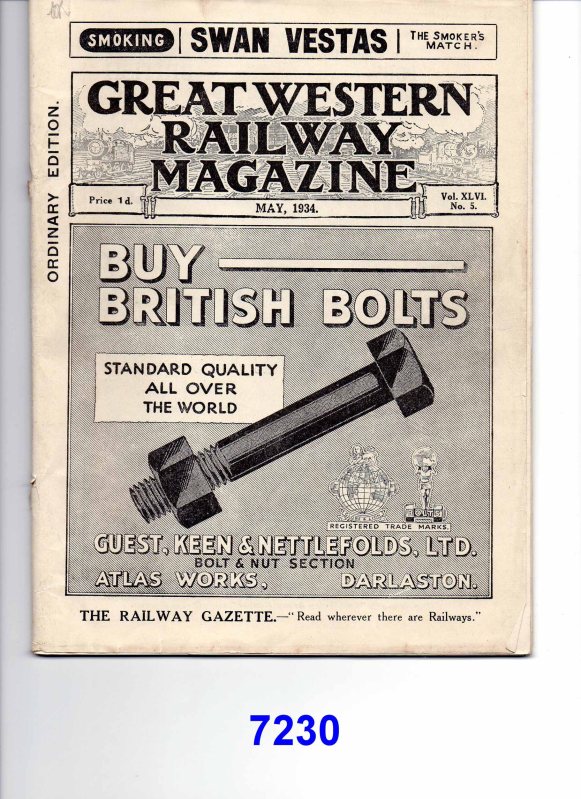 SMOKING SWAN VESTAS THE SMOKER'S
MATCH.
ORDINARY EDITION.
GREAT WESTERN
RAILWAY
MAGAZINE
Price 1d.
MAY, 1934.
Vol. XLVI.
No. 5.
BUY
BRITISH BOLTS
STANDARD QUALITY
ALL OVER
THE WORLD
BOLTS
REGISTERED TRADE MARKS.
GUEST, KEEN & NETTLEFOLDS, LTD.
BOLT & NUT SECTION
ATLAS WORKS, DARLASTON.
THE RAILWAY GAZETTE.—"Read wherever there are Railways."
7230